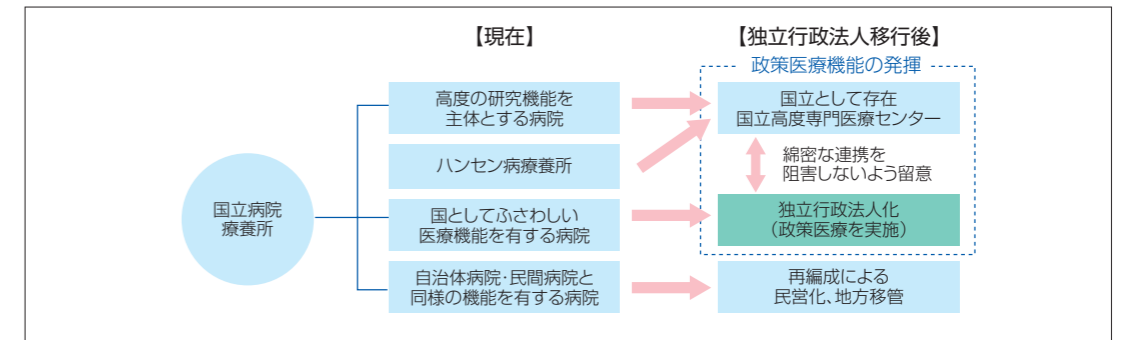 【現在】
【独立行政法人移行後】
政策医療機能の発揮
国立病院
療養所
高度の研究機能を
主体とする病院
ハンセン病療養所
国としてふさわしい
医療機能を有する病院
自治体病院・民間病院と
同様の機能を有する病院
国立として存在
国立高度専門医療センター
綿密な連携を
阻害しないよう留意
独立行政法人化
（政策医療を実施）
再編成による
民営化、地方移管